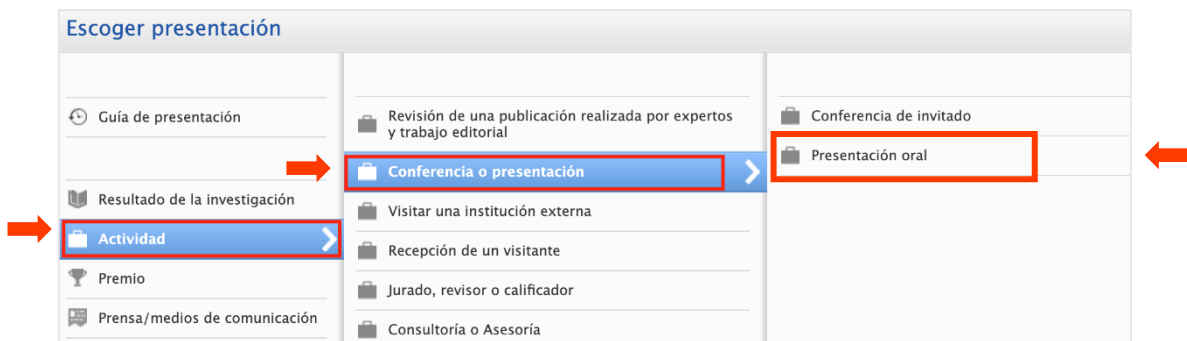 Escoger presentación
Guía de presentación
Resultado de la investigación
Actividad
Premio
Prensa/medios de comunicación
Revisión de una publicación realizada por expertos
y trabajo editorial
Conferencia o presentación
Visitar una institución externa
Recepción de un visitante
Jurado, revisor o calificador
Consultoría o Asesoría
Conferencia de invitado
Presentación oral